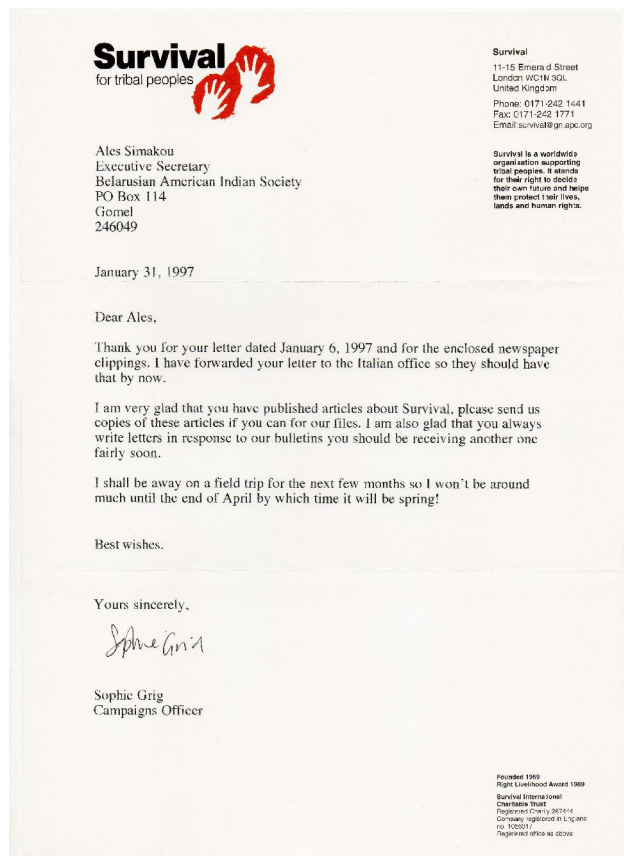 Survival
for tribal peoples
Survival
11-15 Emerald Street
London WC1N 3QL
United Kingdom
Phone: 0171-242 1441
Fax: 0171-242 1771
Email:survival@gn.apc.org
Survival is a worldwide
organisation supporting
tribal peoples. It stands
for their right to decide
their own future and helps
them protect their lives,
lands and human rights.
Ales Simakou
Executive Secretary
Belarusian American Indian Society
PO Box 114
Gomel
246049
January 31, 1997
Dear Ales,
Thank you for your letter dated January 6, 1997 and for the enclosed newspaper
clippings. I have forwarded your letter to the Italian office so they should have
that by now.
I am very glad that you have published articles about Survival, please send us
copies of these articles if you can for our files. I am also glad that you always
write letters in response to our bulletins you should be receiving another one
fairly soon.
I shall be away on a field trip for the next few months so I won't be around
much until the end of April by which time it will be spring!
Best wishes.
Yours sincerely,
Sophie Grig
Sophie Grig
Campaigns Officer
Founded 1969
Right Livelihood Award 1989
Survival International
Charitable Trust
Registered Charity 267444
Company registered in England
no. 1056317
Registered office as above